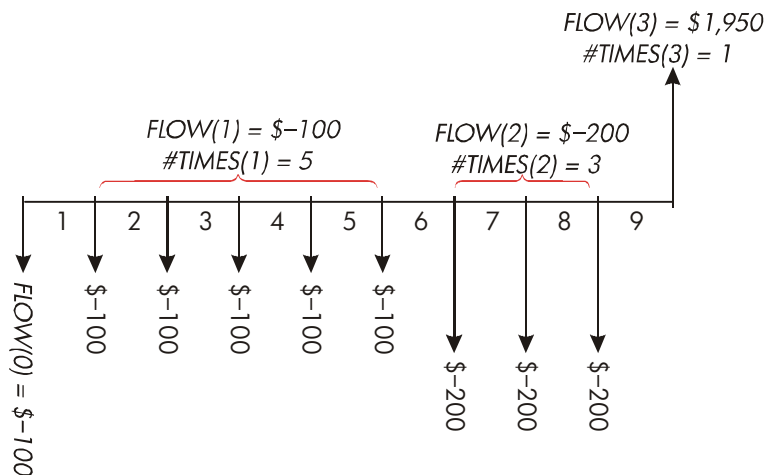 FLOW(3) = $1,950
#TIMES(3) = 1
FLOW(1) = $–100
#TIMES(1) = 5
FLOW(2) = $–200
#TIMES(2) = 3
1 2 3 4 5 6 7 8 9
FLOW(0) = $–100
$–100
$–100
$–100
$–100
$–100
$–200
$–200
$–200